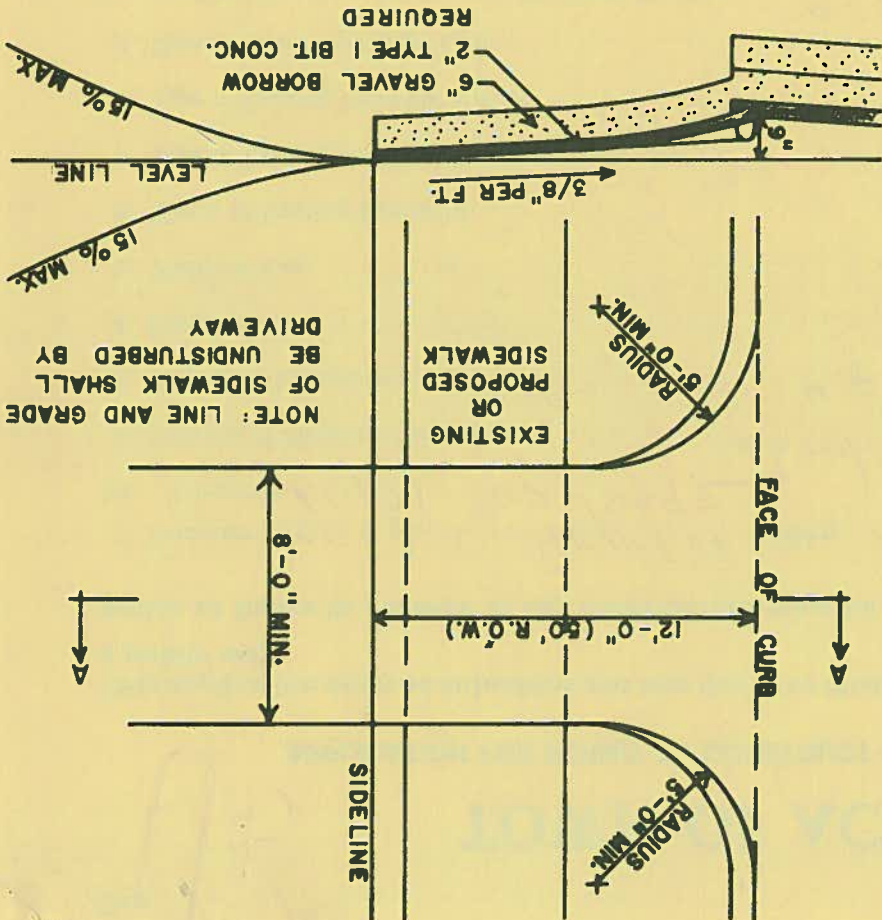 RADIUS
5'-0" MIN.
SIDE LINE
12'-0" (50' R.O.W.)
8'-0" MIN.
A
A
FACE OF CURB
RADIUS
5'-0" MIN.
EXISTING
OR
PROPOSED
SIDEWALK
NOTE: LINE AND GRADE
OF SIDEWALK SHALL
BE UNDISTURBED BY
DRIVEWAY
15% MAX.
3/8" PER FT.
LEVEL LINE
6"
15% MAX.
6" GRAVEL BORROW
2" TYPE I BIT. CONC.
REQUIRED